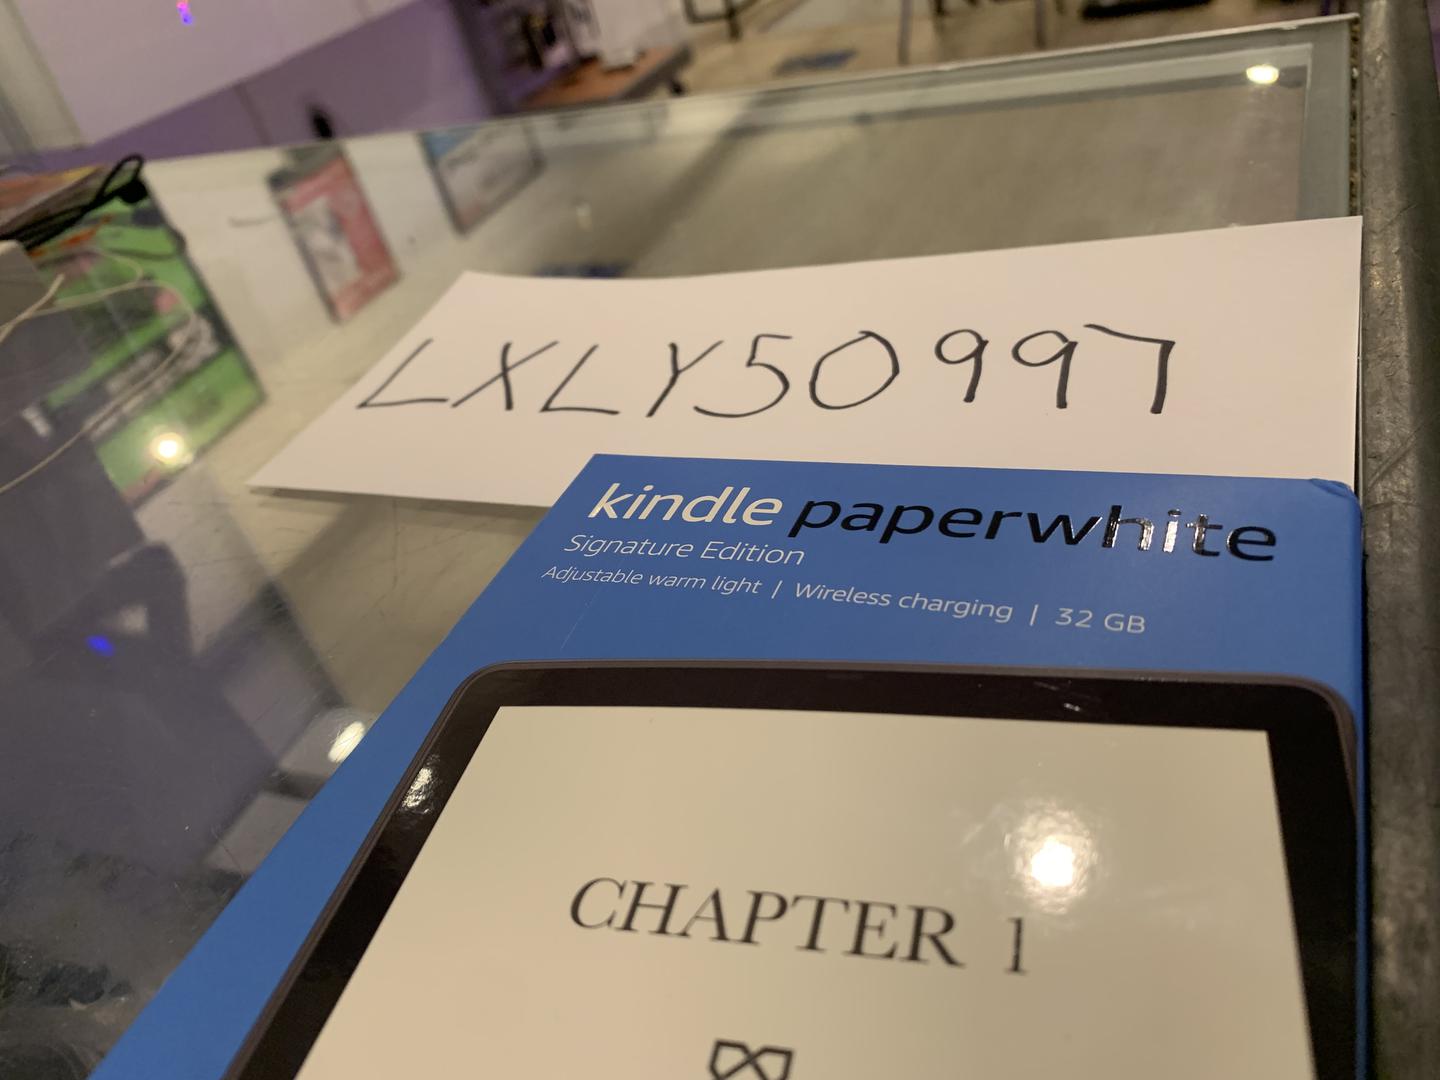 LXLY50997
kindle paperwhite
Signature Edition
Adjustable warm light | Wireless charging | 32 GB
CHAPTER 1